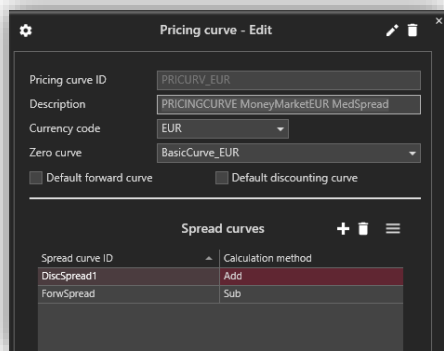 Pricing curve - Edit
Pricing curve ID PRICURV_EUR
Description PRICINGCURVE MoneyMarketEUR MedSpread
Currency code EUR
Zero curve BasicCurve_EUR
Default forward curve Default discounting curve
Spread curves
Spread curve ID Calculation method
DiscSpread1 Add
ForwSpread Sub